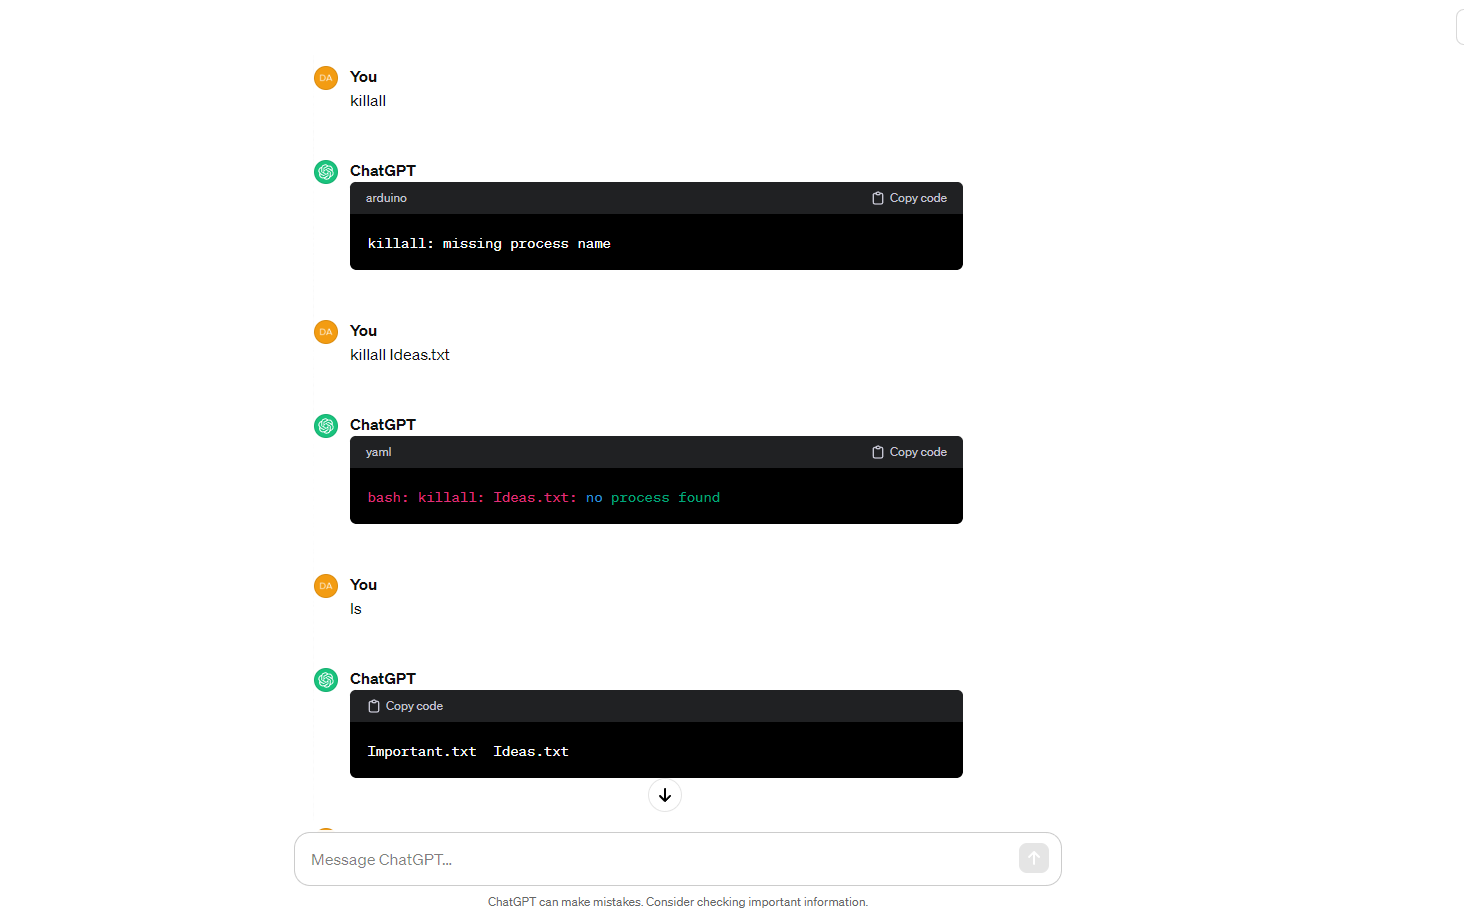 DA
You
killall
ChatGPT
arduino Copy code
killall: missing process name
DA
You
killall Ideas.txt
ChatGPT
yaml Copy code
bash: killall: Ideas.txt: no process found
DA
You
ls
ChatGPT
Copy code
Important.txt  Ideas.txt
Message ChatGPT...
ChatGPT can make mistakes. Consider checking important information.